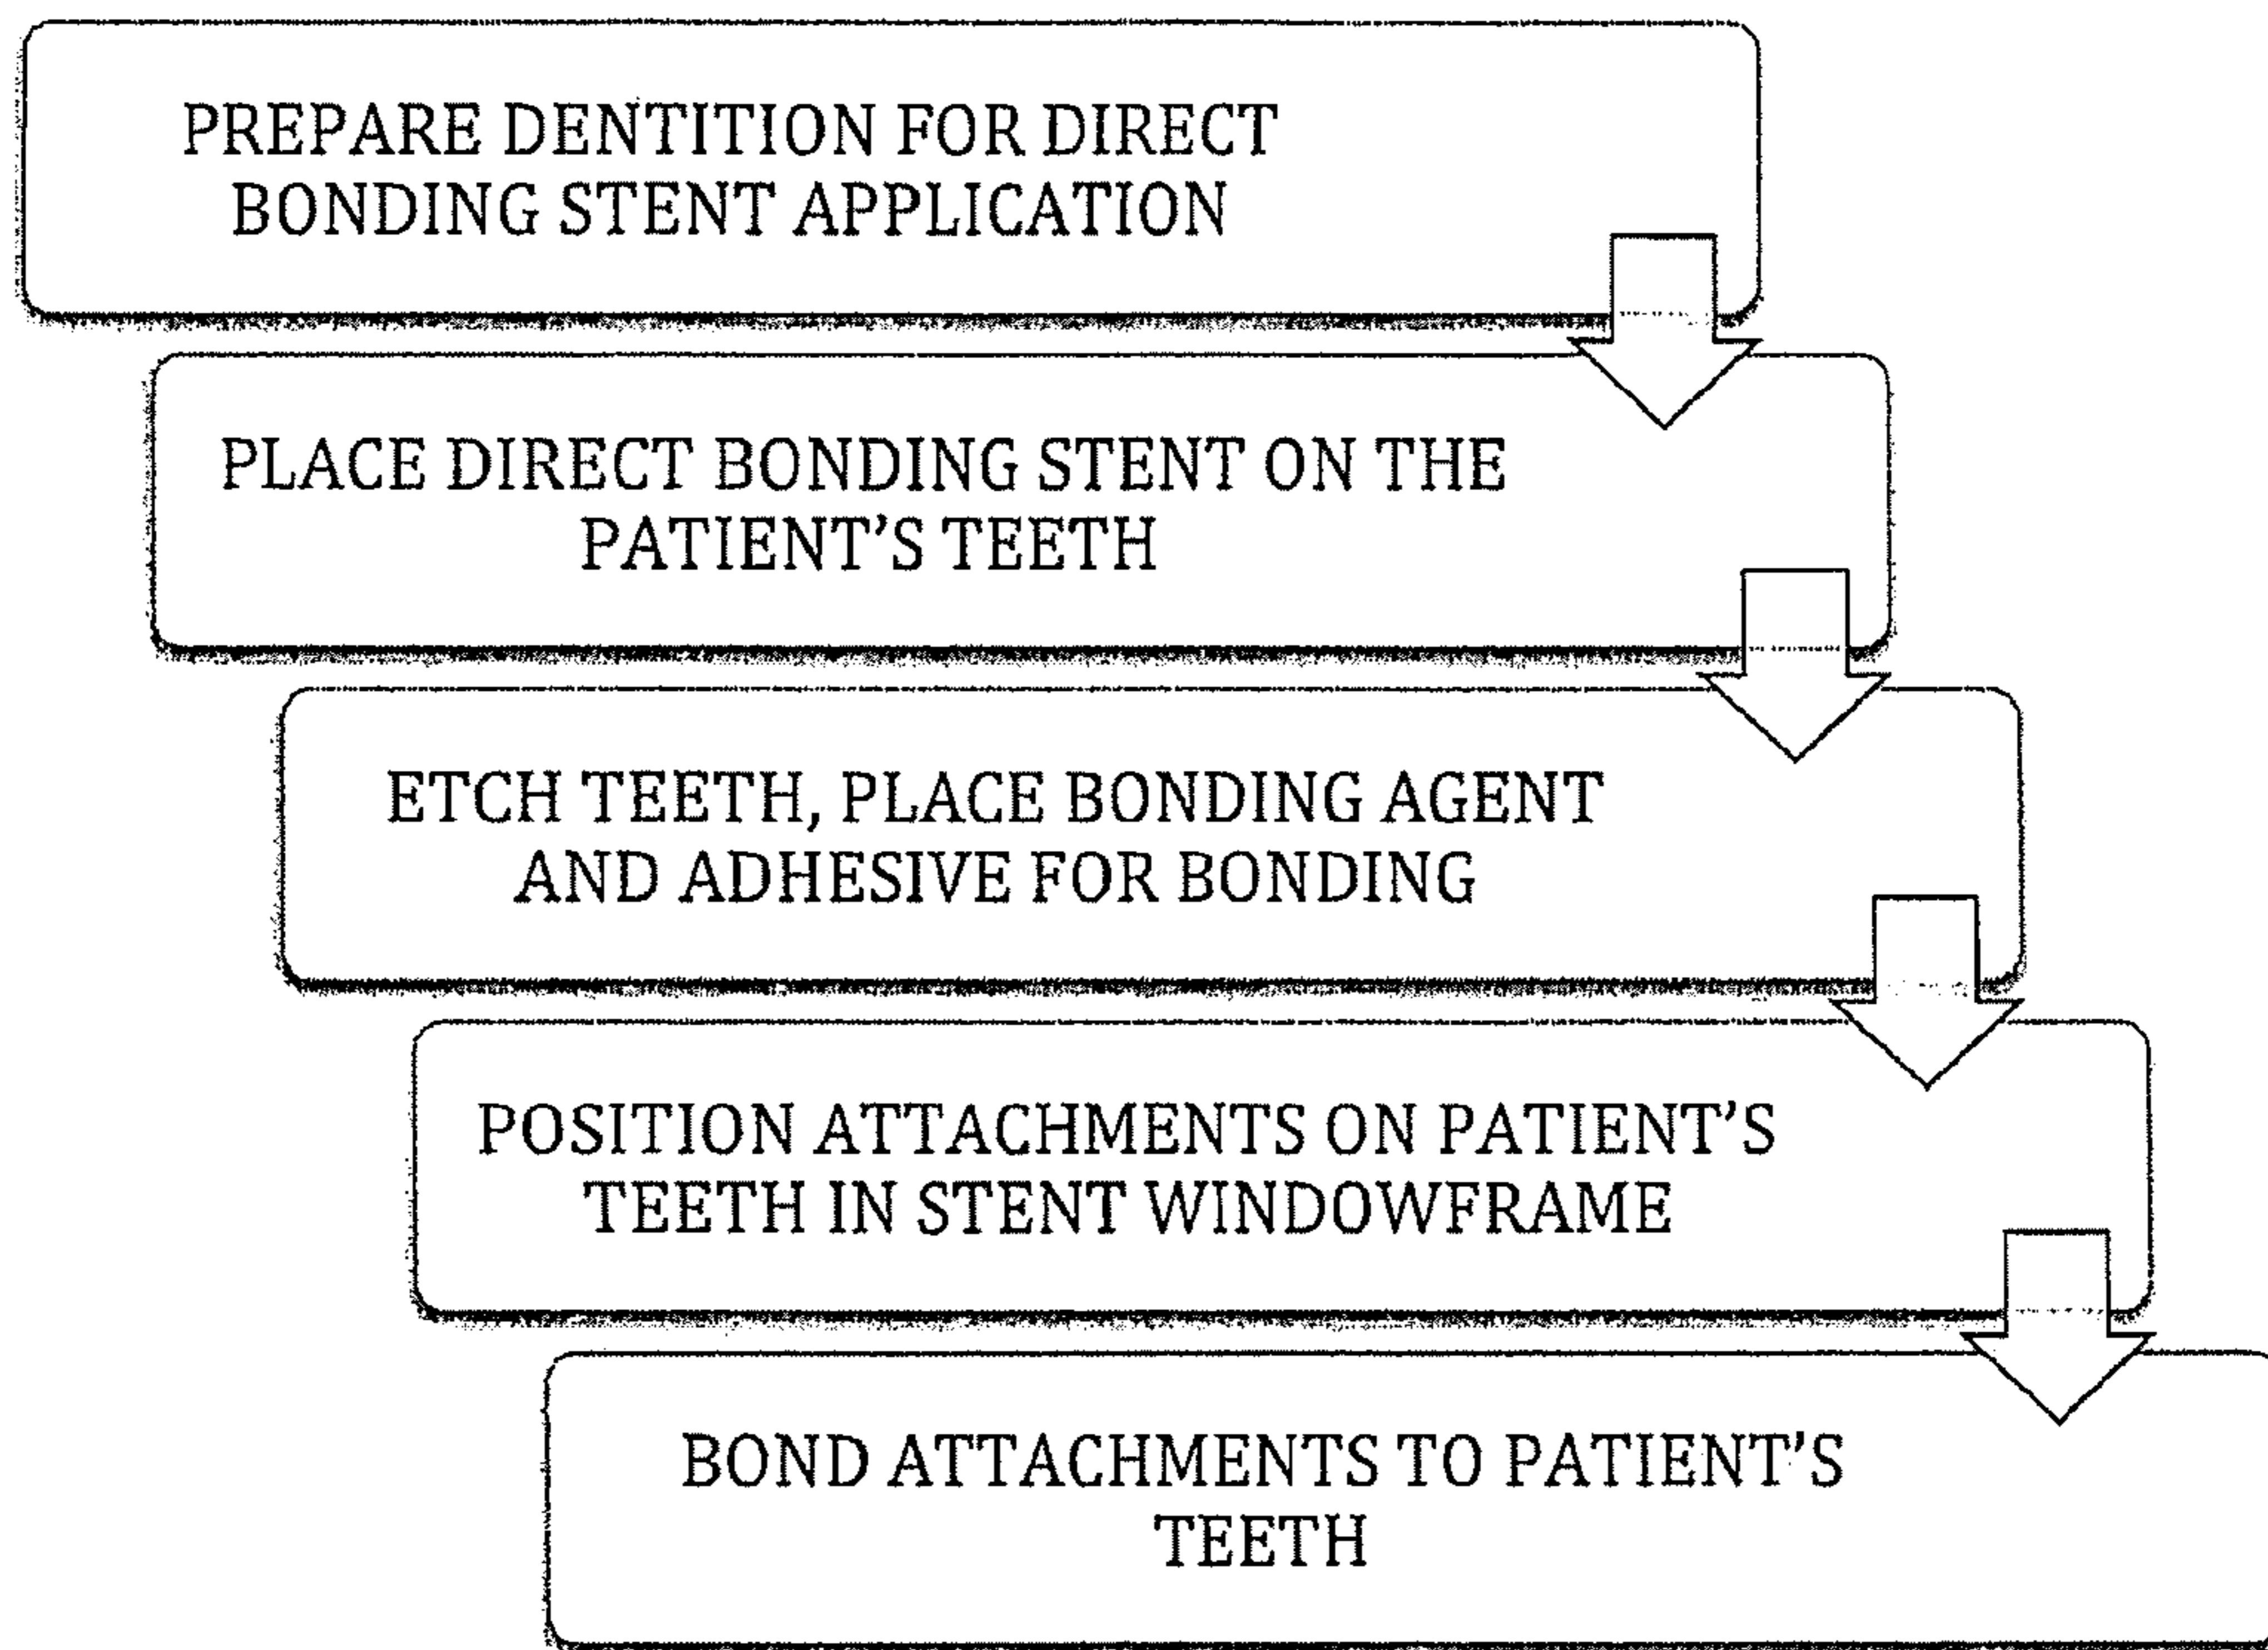 PREPARE DENTITION FOR DIRECT
BONDING STENT APPLICATION
PLACE DIRECT BONDING STENT ON THE
PATIENT'S TEETH
ETCH TEETH, PLACE BONDING AGENT
AND ADHESIVE FOR BONDING
POSITION ATTACHMENTS ON PATIENT'S
TEETH IN STENT WINDOWFRAME
BOND ATTACHMENTS TO PATIENT'S
TEETH